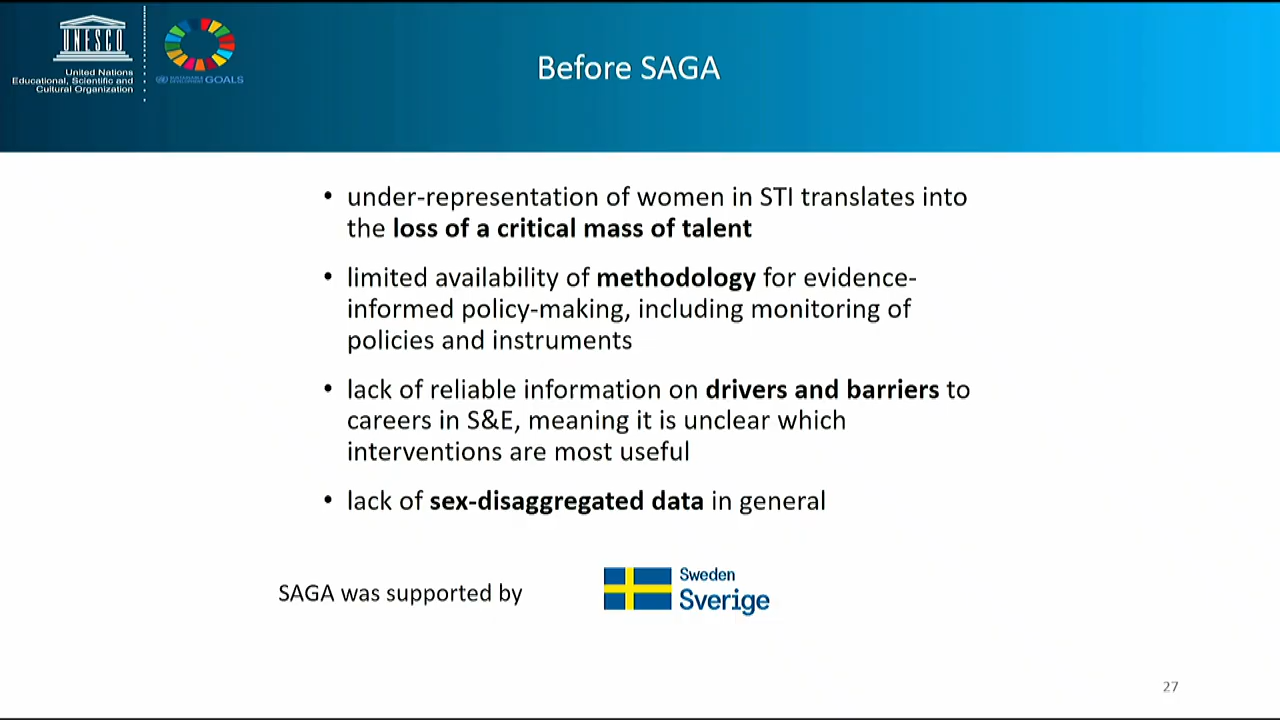 UNESCO
United Nations
Educational, Scientific and
Cultural Organization
SUSTAINABLE
DEVELOPMENT GOALS
Before SAGA
• under-representation of women in STI translates into
the loss of a critical mass of talent
• limited availability of methodology for evidence-
informed policy-making, including monitoring of
policies and instruments
• lack of reliable information on drivers and barriers to
careers in S&E, meaning it is unclear which
interventions are most useful
• lack of sex-disaggregated data in general
SAGA was supported by
Sweden
Sverige
27